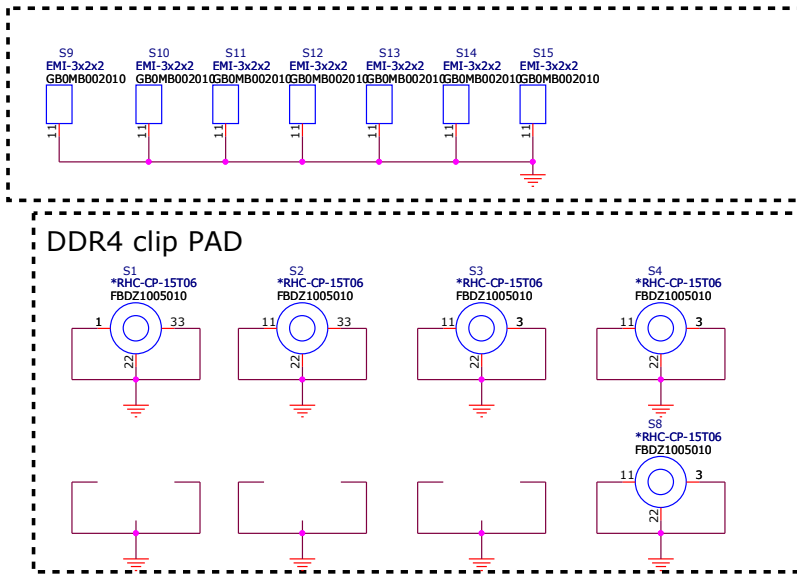 S9 S10 S11 S12 S13 S14 S15
EMI-3x2x2 EMI-3x2x2 EMI-3x2x2 EMI-3x2x2 EMI-3x2x2 EMI-3x2x2 EMI-3x2x2
GB0MB002010 GB0MB002010 GB0MB002010 GB0MB002010 GB0MB002010 GB0MB002010 GB0MB002010
11 11 11 11 11 11 11
DDR4 clip PAD
S1 S2 S3 S4
*RHC-CP-15T06 *RHC-CP-15T06 *RHC-CP-15T06 *RHC-CP-15T06
FBDZ1005010 FBDZ1005010 FBDZ1005010 FBDZ1005010
1 33 11 33 11 3 11 3
22 22 22 22
S8
*RHC-CP-15T06
FBDZ1005010
11 3
22